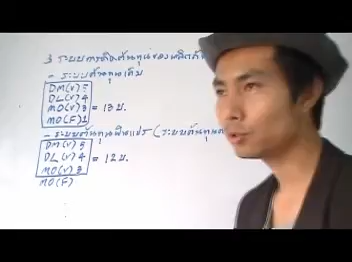 3 ระบบการคิดต้นทุนของผลิตภั
- ระบบต้นทุนเต็ม
DM(V) 5
DL(V) 4
MO(V) 3 = 13 บ.
MO(F) 1
- ระบบต้นทุนผันแปร (ระบบต้นทุน
DM(V) 5
DL(V) 4 = 12 บ.
MO(V) 3
MO(F)